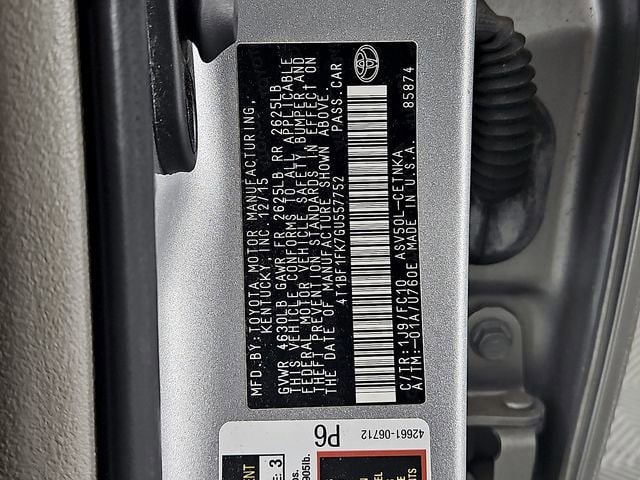 MFD. BY: TOYOTA MOTOR MANUFACTURING,
KENTUCKY, INC. 12/15
GVWR 4630LB GAWR FR 2625LB RR 2625LB
THIS VEHICLE CONFORMS TO ALL APPLICABLE
FEDERAL MOTOR VEHICLE SAFETY, BUMPER, AND
THEFT PREVENTION STANDARDS IN EFFECT ON
THE DATE OF MANUFACTURE SHOWN ABOVE.
4T1BF1FK7GU557752 PASS. CAR
C/TR: 1J9/FC10 ASV50L-CETNKA
A/TM:-01A/U760E MADE IN U.S.A. 85874
P6
42661-06712
3